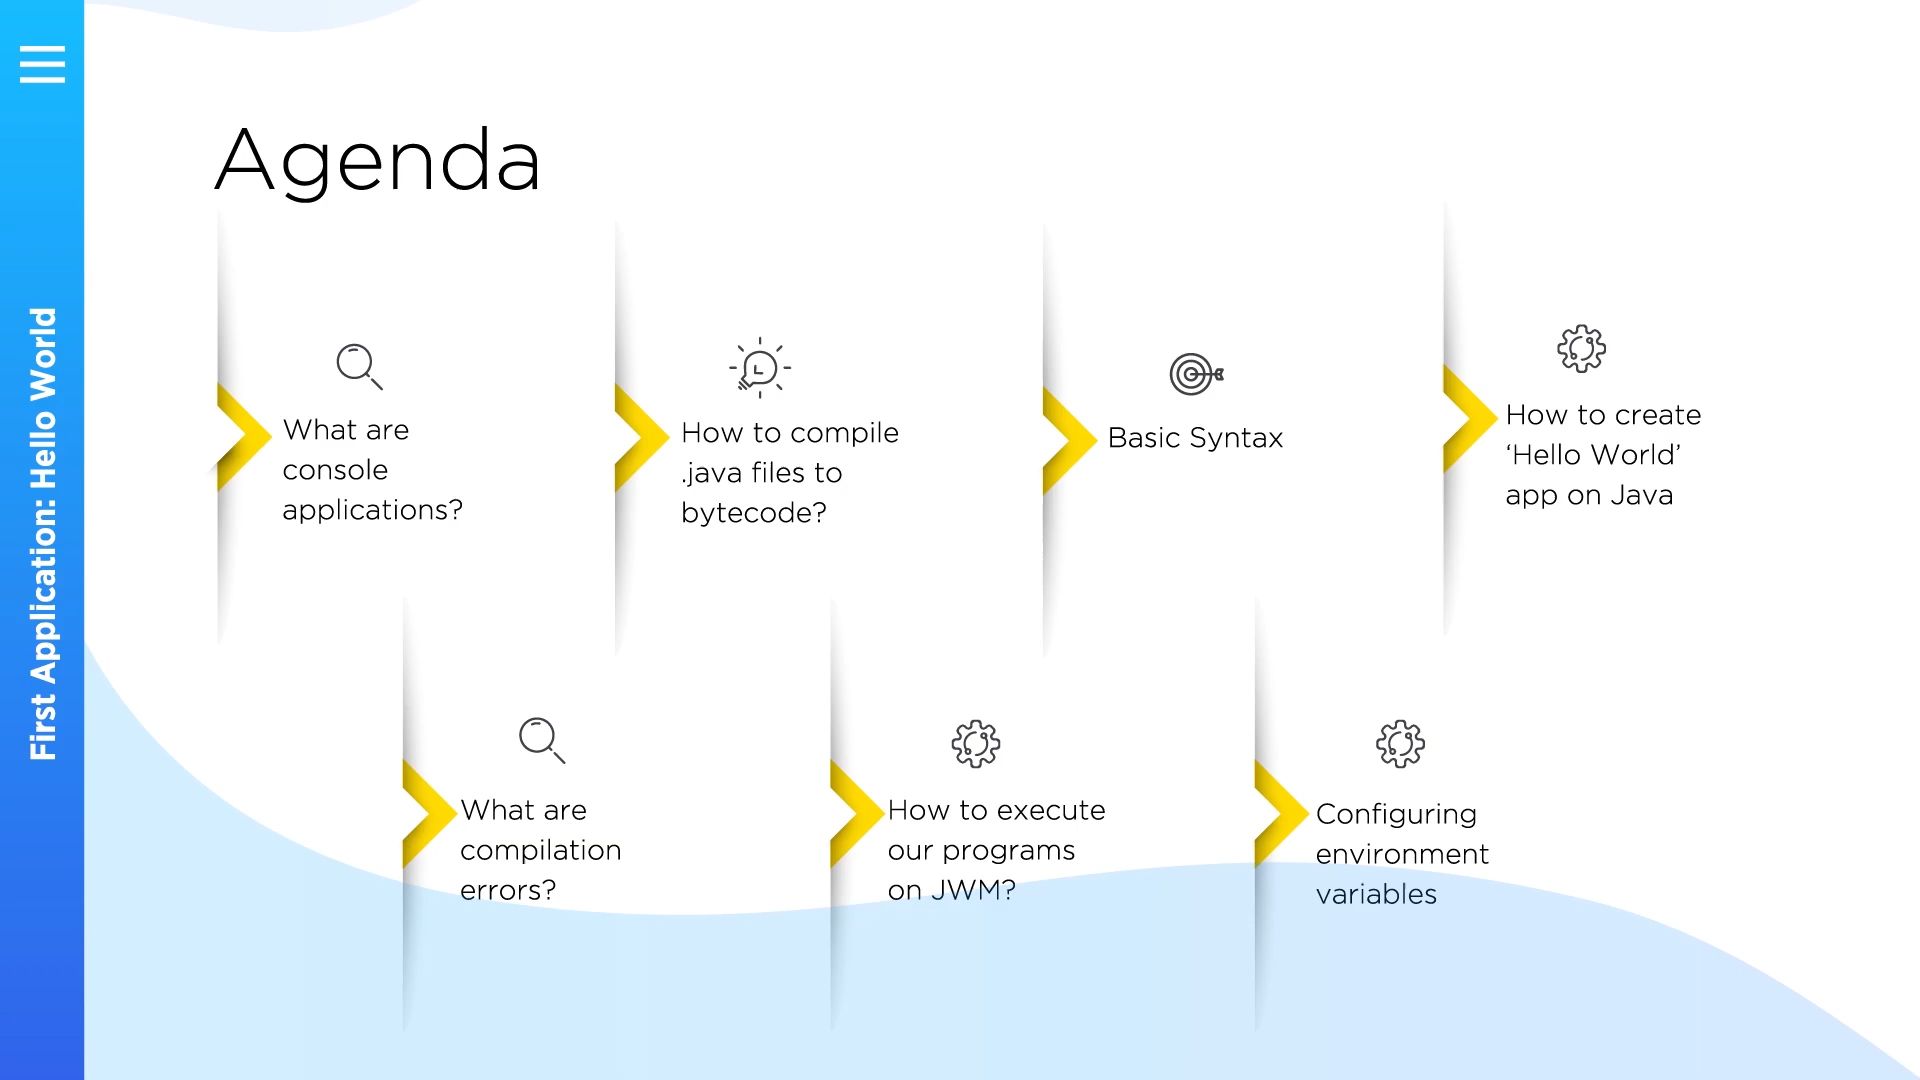 First Application: Hello World
Agenda
What are
console
applications?
How to compile
.java files to
bytecode?
Basic Syntax
How to create
‘Hello World’
app on Java
What are
compilation
errors?
How to execute
our programs
on JWM?
Configuring
environment
variables